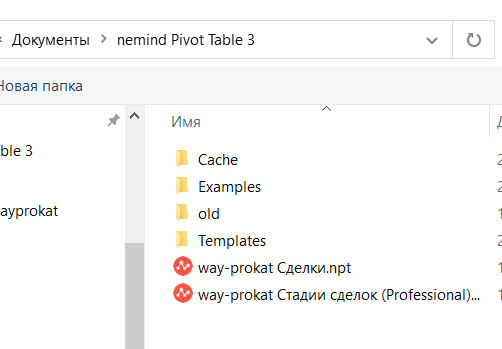 Документы > nemind Pivot Table 3
Новая папка
Имя
ble 3
Cache
Examples
ayprokat
old
Templates
way-prokat Сделки.npt
way-prokat Стадии сделок (Professional)...